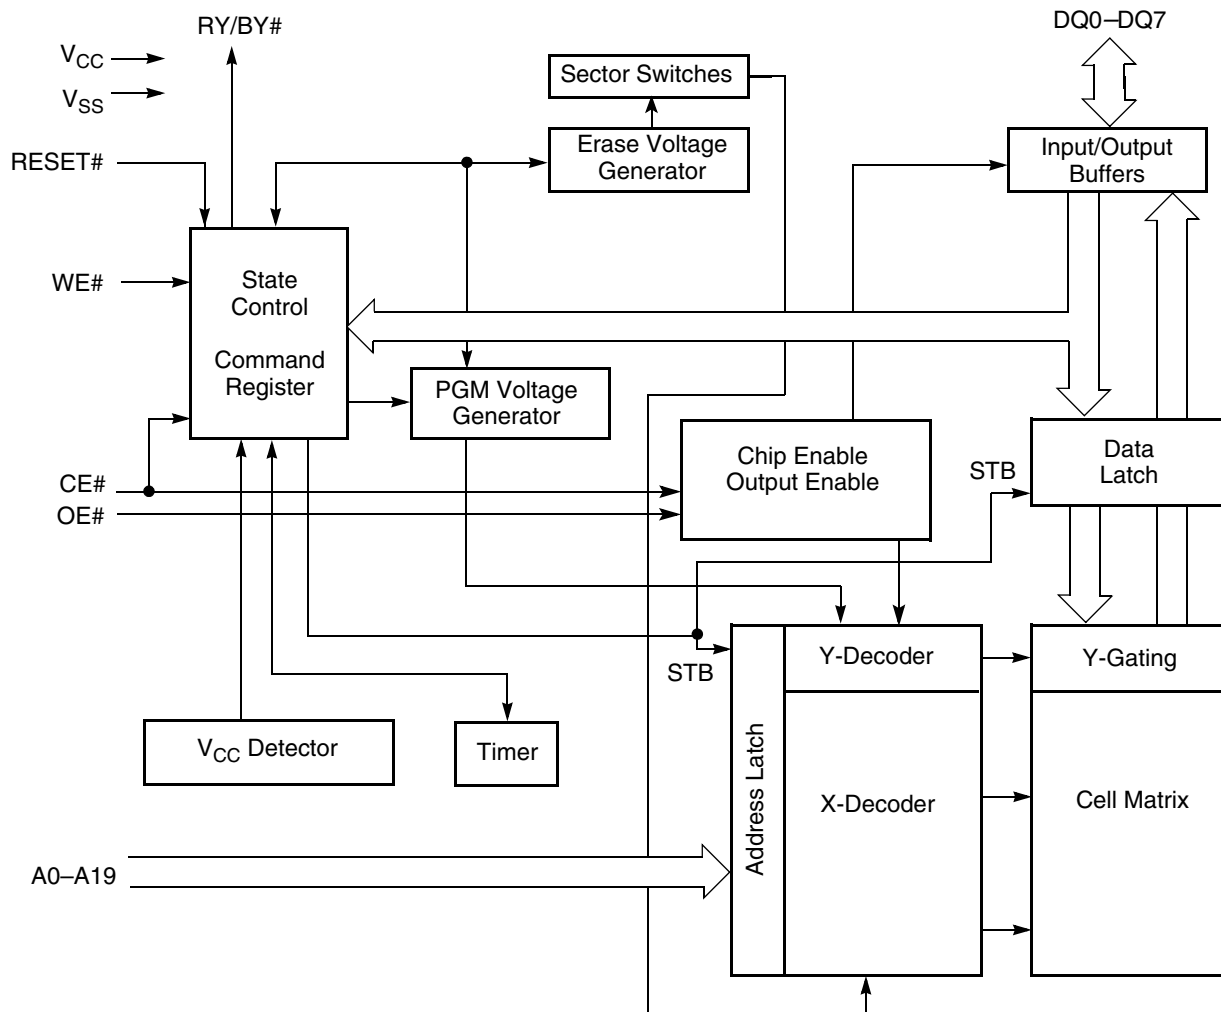 RY/BY#
DQ0–DQ7
VCC
VSS
Sector Switches
Erase Voltage
Generator
Input/Output
Buffers
RESET#
WE#
State
Control
Command
Register
PGM Voltage
Generator
Chip Enable
Output Enable
Data
Latch
STB
CE#
OE#
STB
Y-Decoder
Y-Gating
VCC Detector
Timer
Address Latch
X-Decoder
Cell Matrix
A0–A19